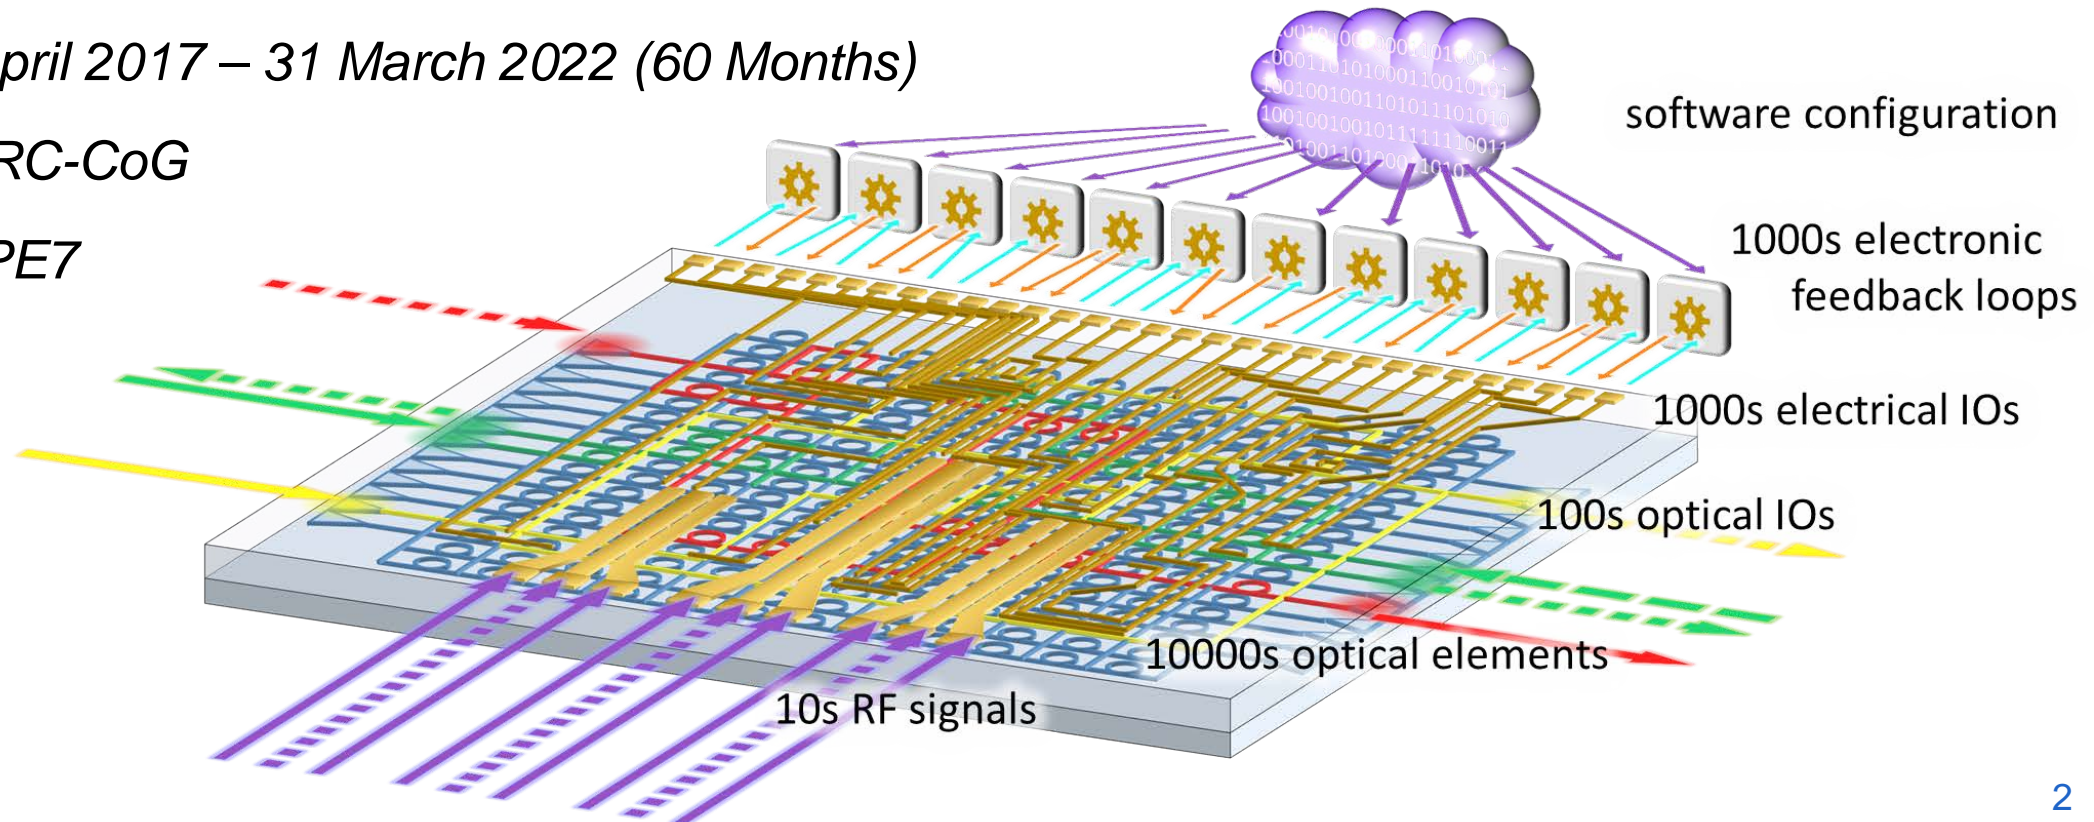 pril 2017 – 31 March 2022 (60 Months)
RC-CoG
PE7
software configuration
1000s electronic
feedback loops
1000s electrical IOs
100s optical IOs
10000s optical elements
10s RF signals
2